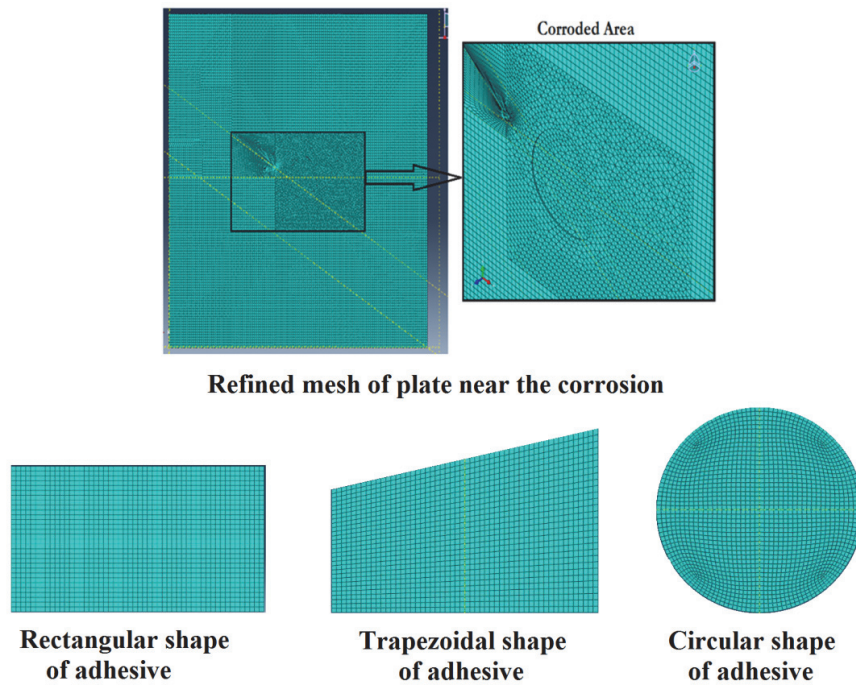 Corroded Area
Refined mesh of plate near the corrosion
Rectangular shape
of adhesive
Trapezoidal shape
of adhesive
Circular shape
of adhesive